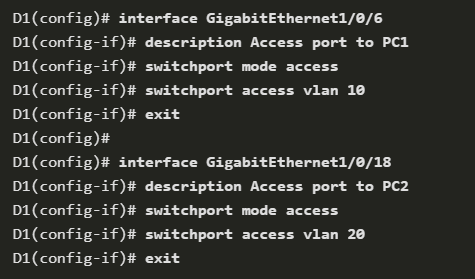 D1(config)# interface GigabitEthernet1/0/6
D1(config-if)# description Access port to PC1
D1(config-if)# switchport mode access
D1(config-if)# switchport access vlan 10
D1(config-if)# exit
D1(config)#
D1(config)# interface GigabitEthernet1/0/18
D1(config-if)# description Access port to PC2
D1(config-if)# switchport mode access
D1(config-if)# switchport access vlan 20
D1(config-if)# exit